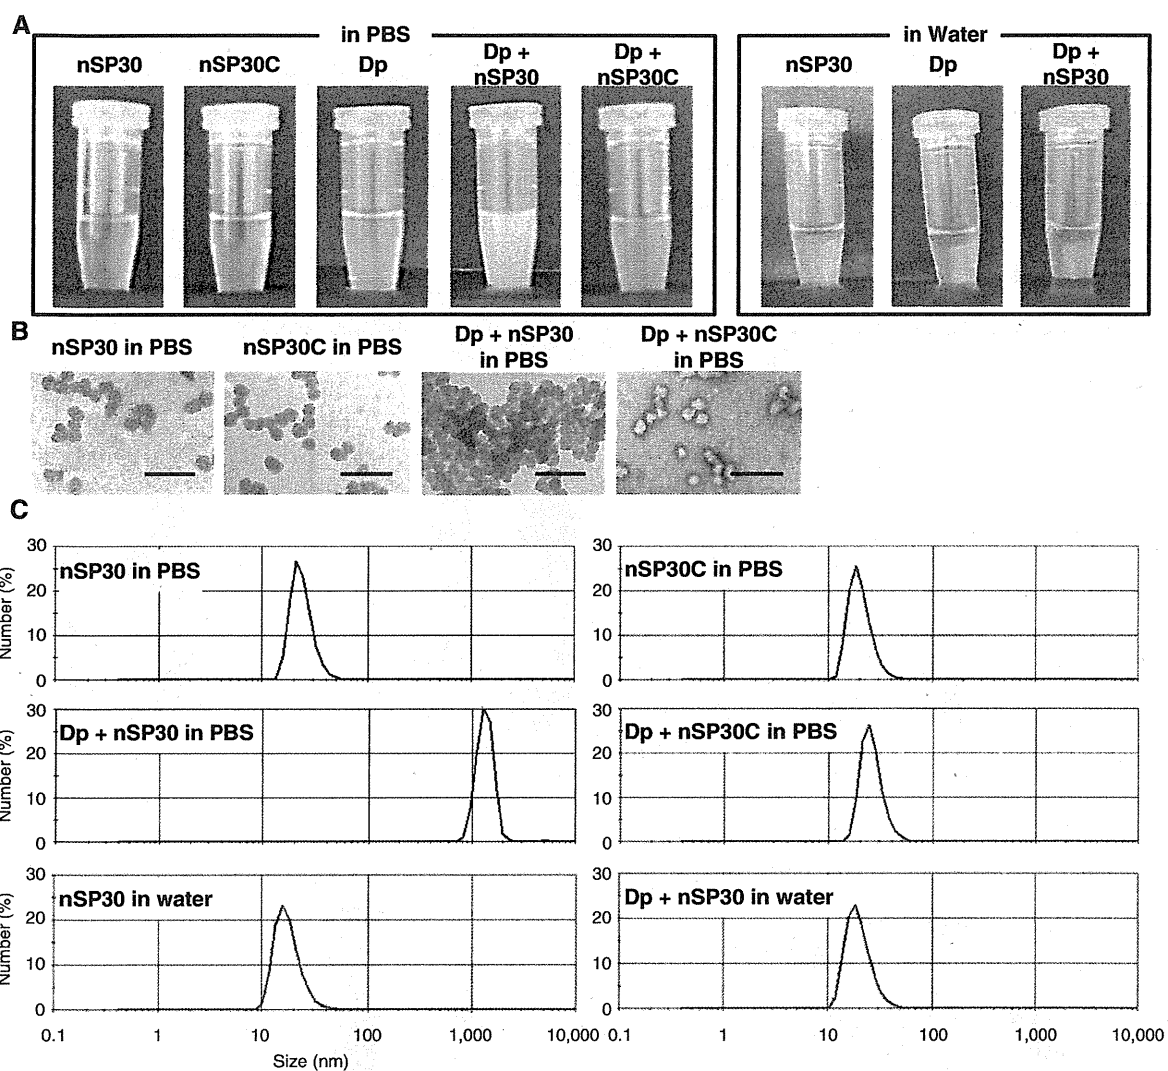 A
in PBS
in Water
nSP30
nSP30C
Dp
Dp +
nSP30
Dp +
nSP30C
nSP30
Dp
Dp +
nSP30
B
nSP30 in PBS
nSP30C in PBS
Dp + nSP30
in PBS
Dp + nSP30C
in PBS
C
30
20
10
0
Number (%)
nSP30 in PBS
30
20
10
0
nSP30C in PBS
30
20
10
0
Number (%)
Dp + nSP30 in PBS
30
20
10
0
Dp + nSP30C in PBS
30
20
10
0
Number (%)
nSP30 in water
30
20
10
0
Dp + nSP30 in water
0.1 1 10 100 1,000 10,000
0.1 1 10 100 1,000 10,000
Size (nm)